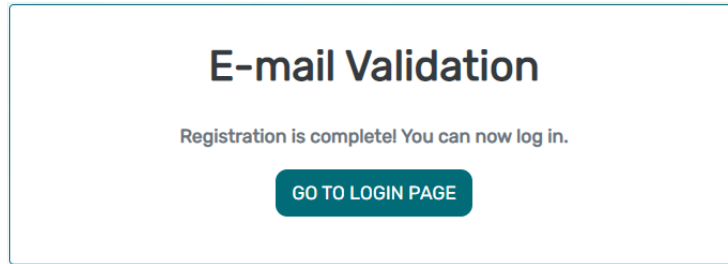 E-mail Validation
Registration is complete! You can now log in.
GO TO LOGIN PAGE